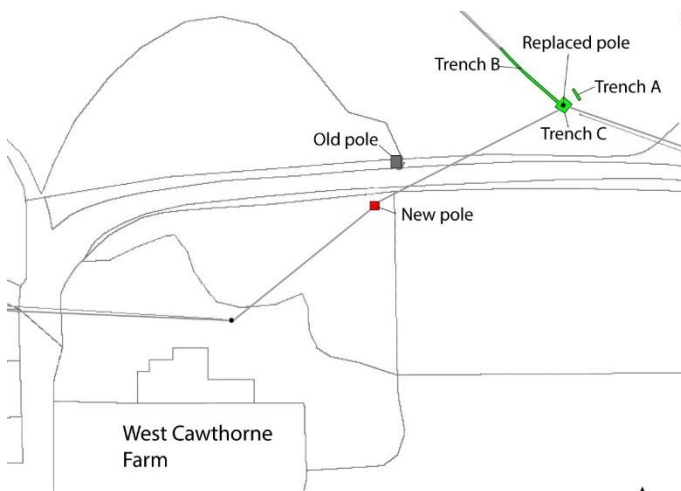 Replaced pole
Trench B
Trench A
Trench C
Old pole
New pole
West Cawthorne
Farm